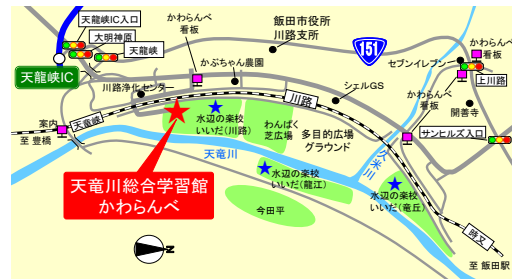 天龍峡IC入口
大明神原
天龍峡
天龍峡IC
かわらんべ
看板
かぶちゃん農園
飯田市役所
川路支所
151
セブンイレブン
かわらんべ
看板
上川路
川路浄化センター
シェルGS
かわらんべ
看板
開善寺
川路
案内
天竜峡
至 豊橋
水辺の楽校
いいだ(川路)
わんぱく
芝広場
多目的広場
グラウンド
サンヒルズ入口
久米川
天竜川
天竜川総合学習館
かわらんべ
水辺の楽校
いいだ(龍江)
水辺の楽校
いいだ(竜丘)
今田平
時又
至 飯田駅
N